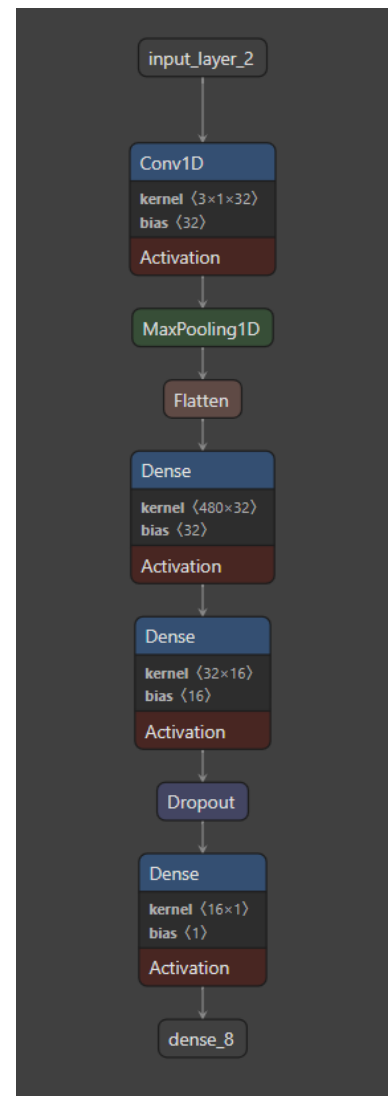 input_layer_2
Conv1D
kernel ⟨3×1×32⟩
bias ⟨32⟩
Activation
MaxPooling1D
Flatten
Dense
kernel ⟨480×32⟩
bias ⟨32⟩
Activation
Dense
kernel ⟨32×16⟩
bias ⟨16⟩
Activation
Dropout
Dense
kernel ⟨16×1⟩
bias ⟨1⟩
Activation
dense_8